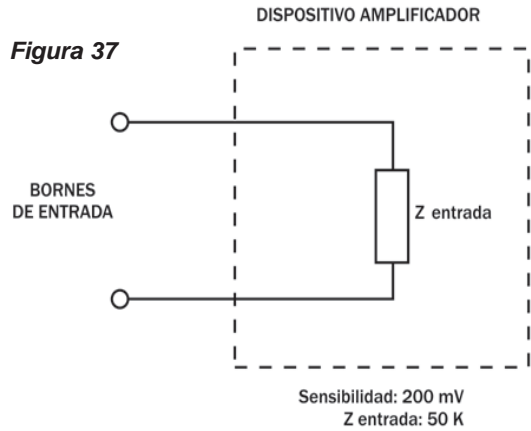 DISPOSITIVO AMPLIFICADOR
Figura 37
BORNES
DE ENTRADA
Z entrada
Sensibilidad: 200 mV
Z entrada: 50 K